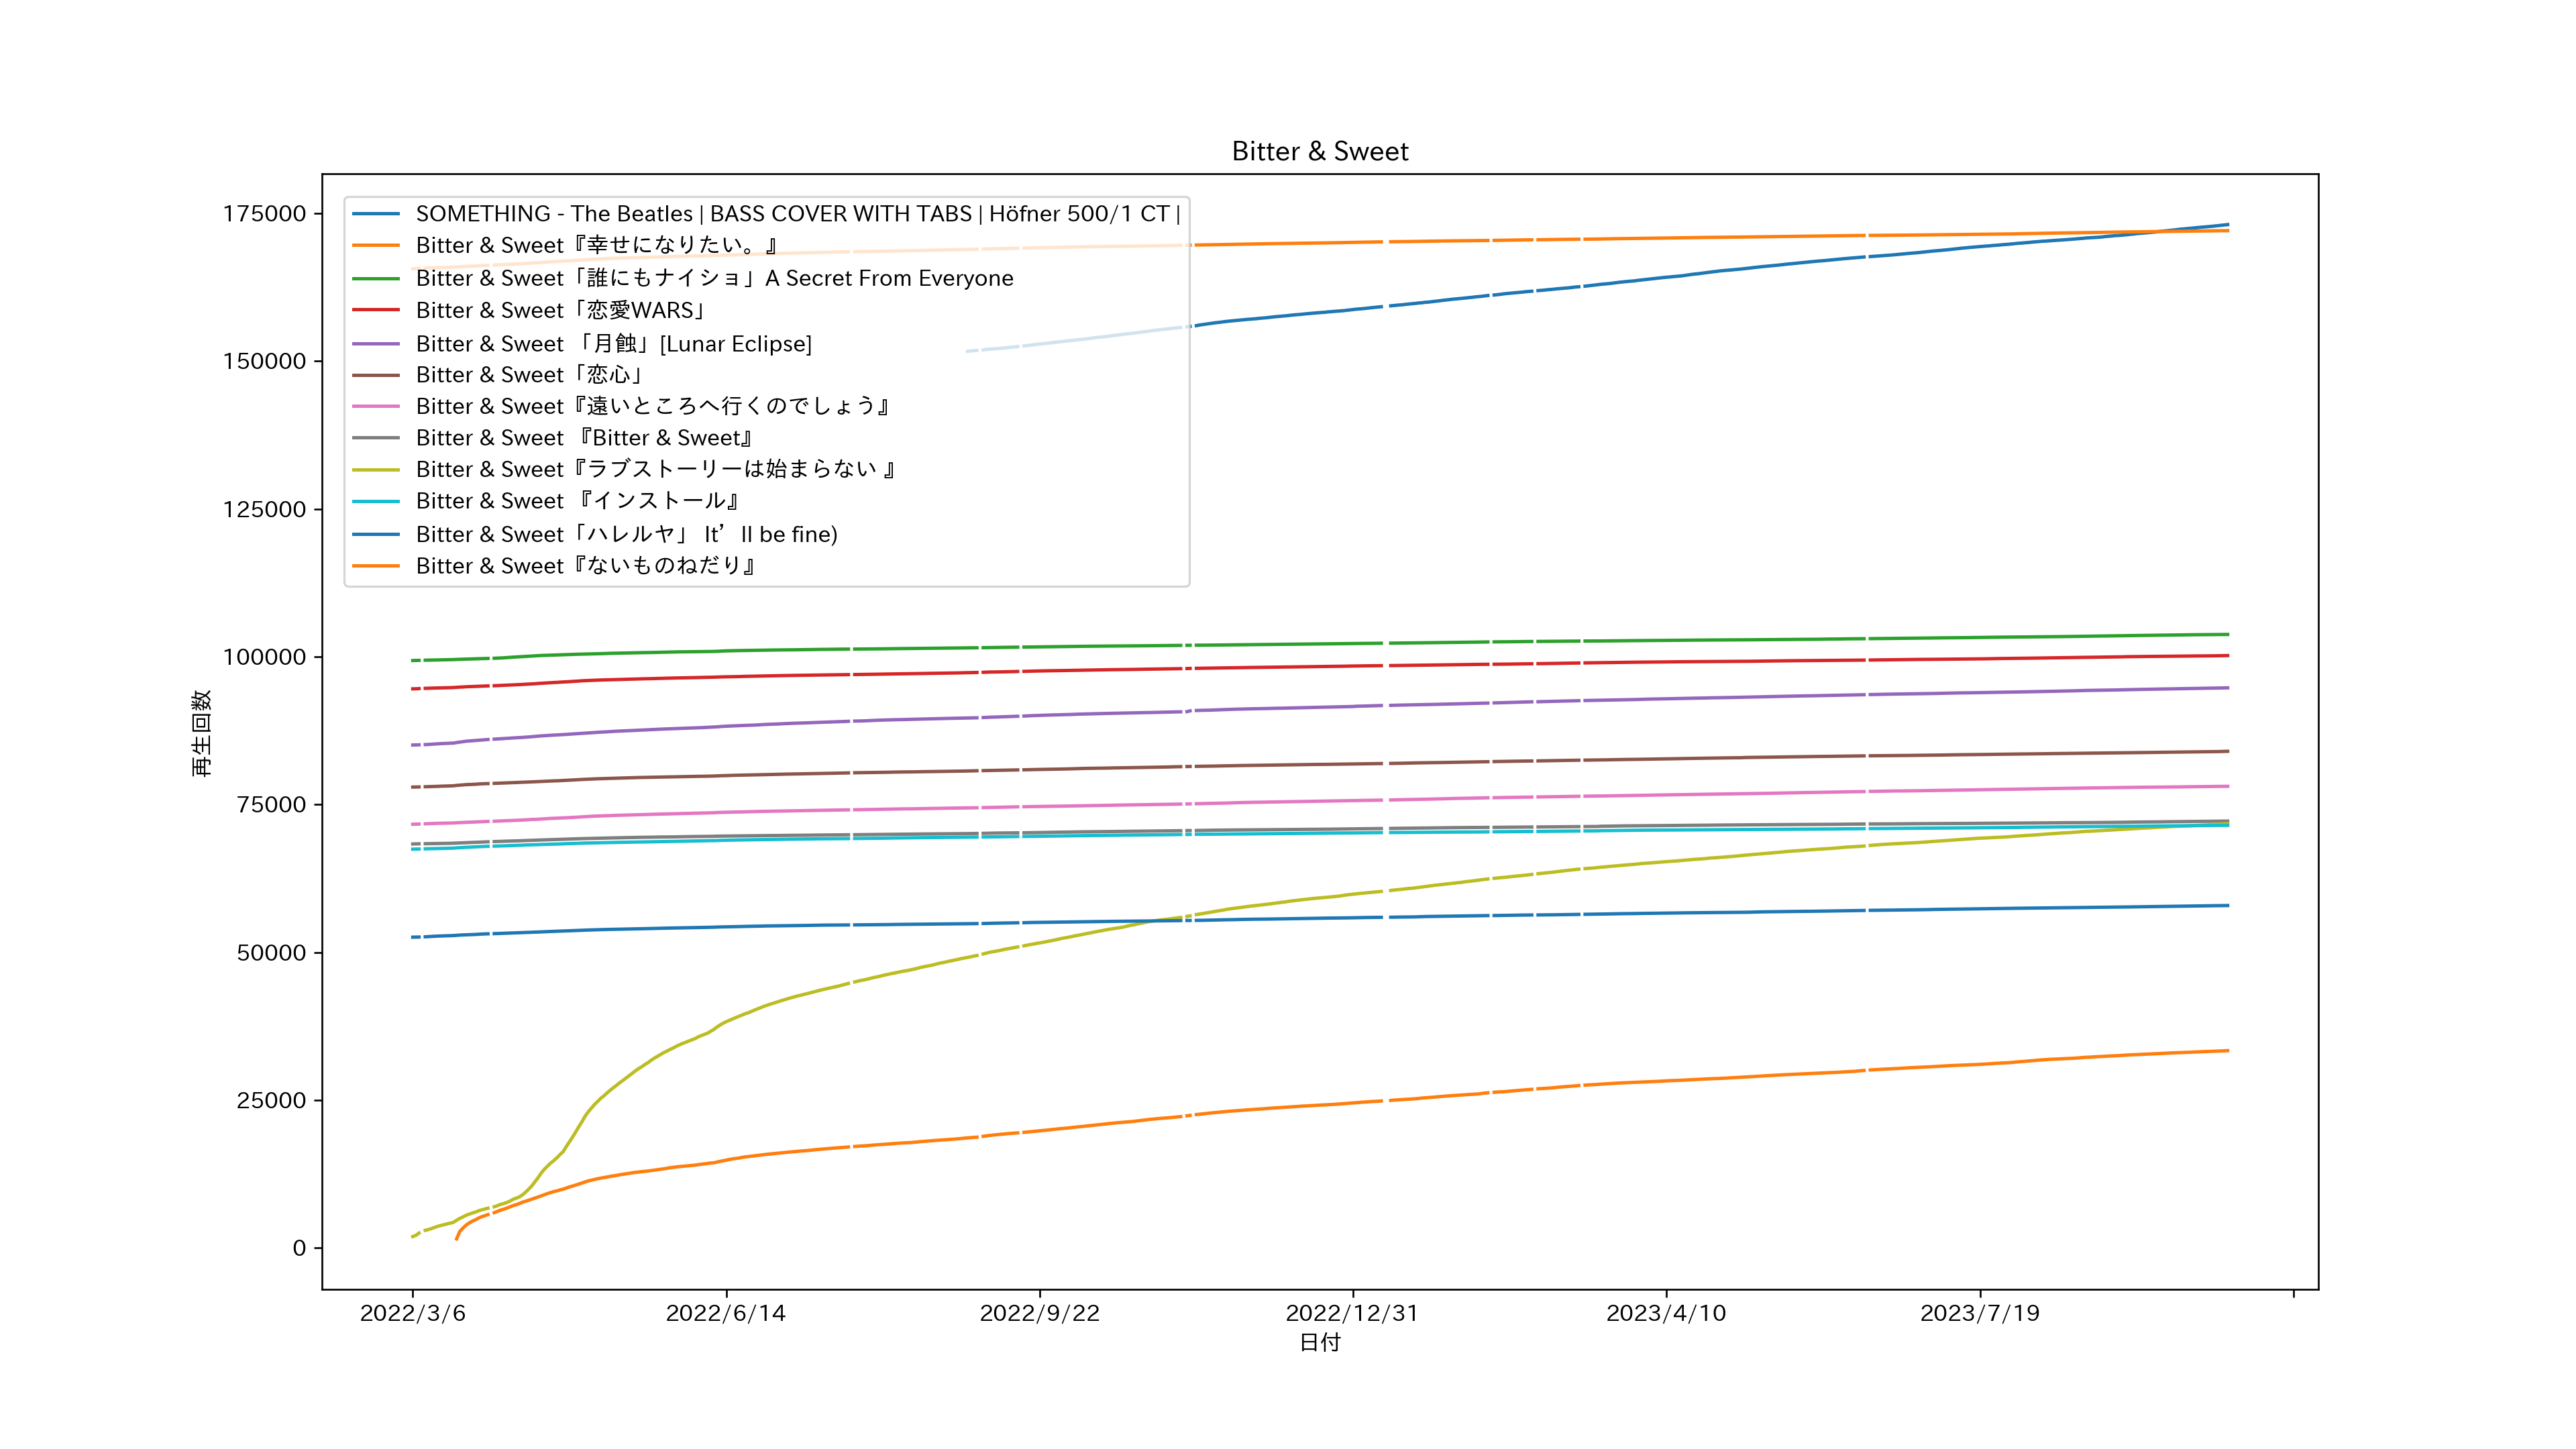 Bitter & Sweet
175000
150000
125000
100000
75000
50000
25000
0
再生回数
SOMETHING - The Beatles | BASS COVER WITH TABS | Höfner 500/1 CT |
Bitter & Sweet『幸せになりたい。』
Bitter & Sweet「誰にもナイショ」A Secret From Everyone
Bitter & Sweet「恋愛WARS」
Bitter & Sweet 「月蝕」[Lunar Eclipse]
Bitter & Sweet「恋心」
Bitter & Sweet『遠いところへ行くのでしょう』
Bitter & Sweet 『Bitter & Sweet』
Bitter & Sweet『ラブストーリーは始まらない 』
Bitter & Sweet 『インストール』
Bitter & Sweet「ハレルヤ」 It’ll be fine)
Bitter & Sweet『ないものねだり』
2022/3/6 2022/6/14 2022/9/22 2022/12/31 2023/4/10 2023/7/19
日付